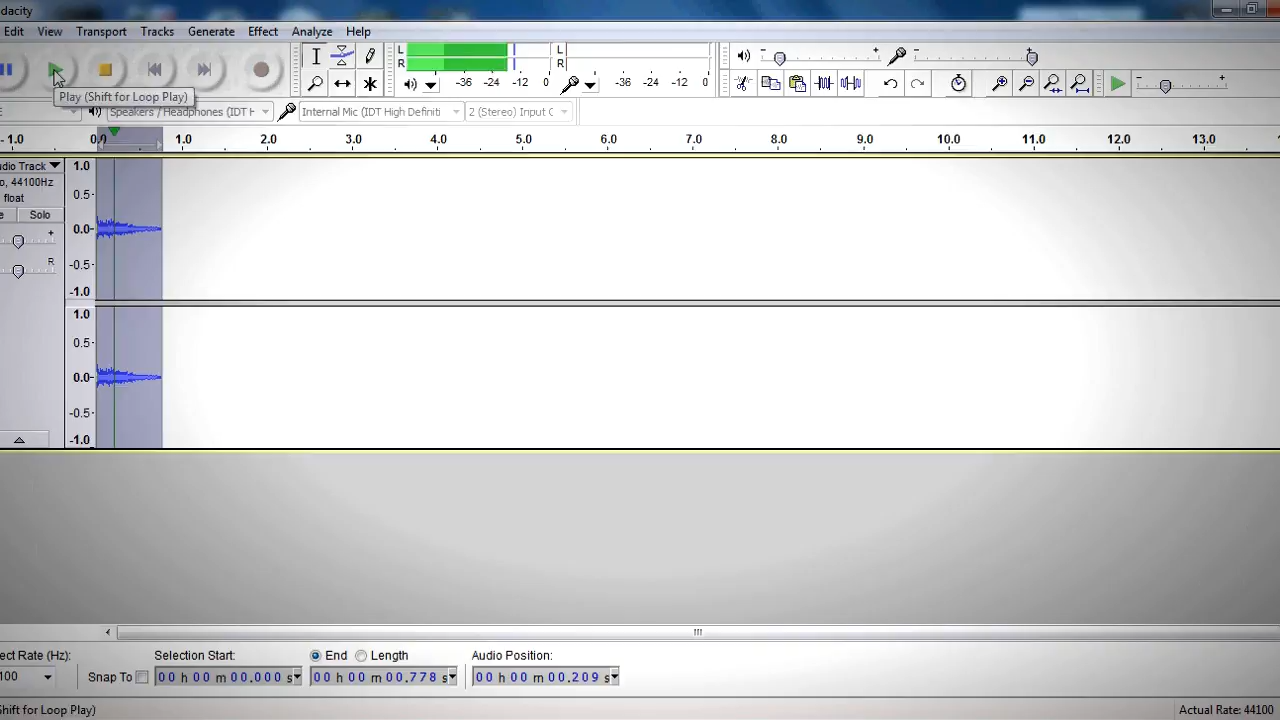 dacity
Edit View Transport Tracks Generate Effect Analyze Help
L
R
-36 -24 -12 0
L
R
-36 -24 -12 0
- +
- +
- +
Play (Shift for Loop Play)
E
Speakers / Headphones (IDT H
Internal Mic (IDT High Definiti
2 (Stereo) Input C
-1.0 0.0 1.0 2.0 3.0 4.0 5.0 6.0 7.0 8.0 9.0 10.0 11.0 12.0 13.0
udio Track
o, 44100Hz
float
e Solo
+
R
1.0
0.5
0.0
-0.5
-1.0
1.0
0.5
0.0
-0.5
-1.0
ect Rate (Hz):
Selection Start:
End
Length
Audio Position:
100
Snap To
00 h 00 m 00.000 s
00 h 00 m 00.778 s
00 h 00 m 00.209 s
Shift for Loop Play)
Actual Rate: 44100